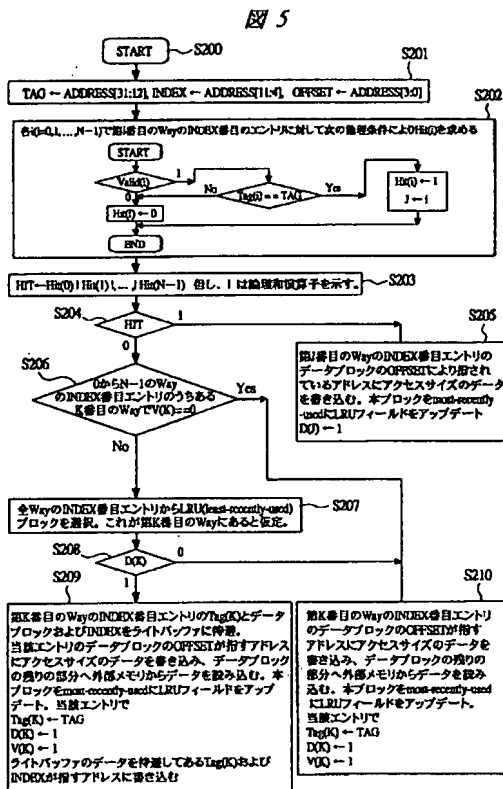 図 5
START
S200
S201
TAG ← ADDRESS[31:12], INDEX ← ADDRESS[11:4], OFFSET ← ADDRESS[3:0]
S202
各i(i=0,1,...,N-1)で第i番目のWayのINDEX番目のエントリに対して次の論理条件によりHit(i)を求める
START
Valid(i)
1
0
Tag(i) == TAG
No
Yes
Hit(i) ← 1
J ← i
Hit(i) ← 0
END
HIT←Hit(0) | Hit(1) |, ... , | Hit(N-1) 但し、| は論理和演算子を示す。
S203
S204
HIT
1
0
S205
第J番目のWayのINDEX番目エントリの
データブロックのOFFSETにより指され
ているアドレスにアクセスサイズのデータ
を書き込む。本ブロックをmost-recently
-usedにLRUフィールドをアップデート
D(J) ← 1
S206
0からN-1のWay
のINDEX番目エントリのうちある
K番目のWayでV(K)==0
Yes
No
全WayのINDEX番目エントリからLRU(least-recently-used)
ブロックを選択。これが第K番目のWayにあると仮定。
S207
S208
D(K)
0
1
S209
第K番目のWayのINDEX番目エントリのTag(K)とデータ
ブロックおよびINDEXをライトバッファに待避。
当該エントリのデータブロックのOFFSETが指すアドレス
にアクセスサイズのデータを書き込み、データブロック
の残りの部分へ外部メモリからデータを読み込む。本
ブロックをmost-recently-usedにLRUフィールドをアップ
デート。当該エントリで
Tag(K) ← TAG
D(K) ← 1
V(K) ← 1
ライトバッファのデータを待避してあるTag(K)および
INDEXが指すアドレスに書き込む
S210
第K番目のWayのINDEX番目エントリ
のデータブロックのOFFSETが指す
アドレスにアクセスサイズのデータを
書き込み、データブロックの残りの
部分へ外部メモリからデータを読み
込む。本ブロックをmost-recently-used
にLRUフィールドをアップデート。
当該エントリで
Tag(K) ← TAG
D(K) ← 1
V(K) ← 1